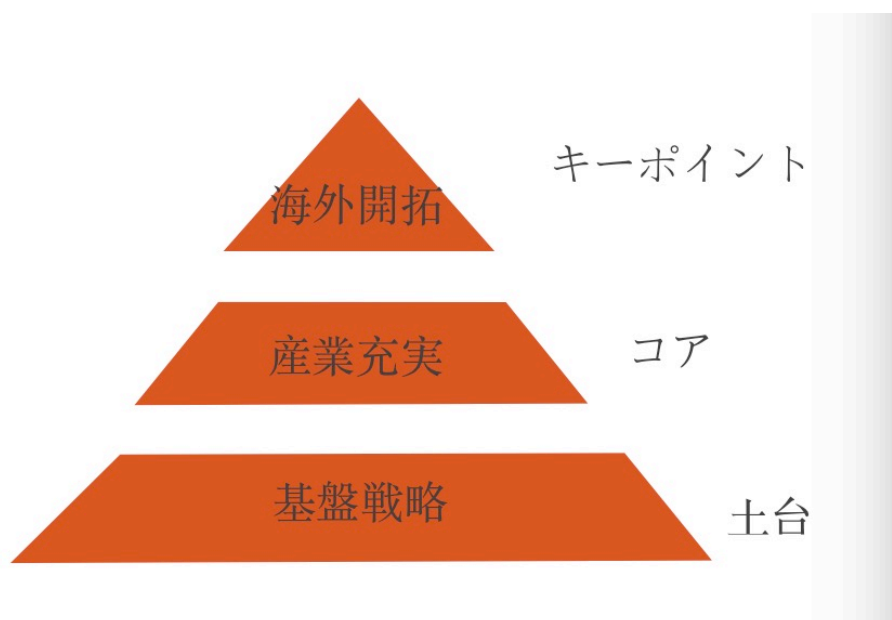 キーポイント
海外開拓
産業充実
コア
基盤戦略
土台